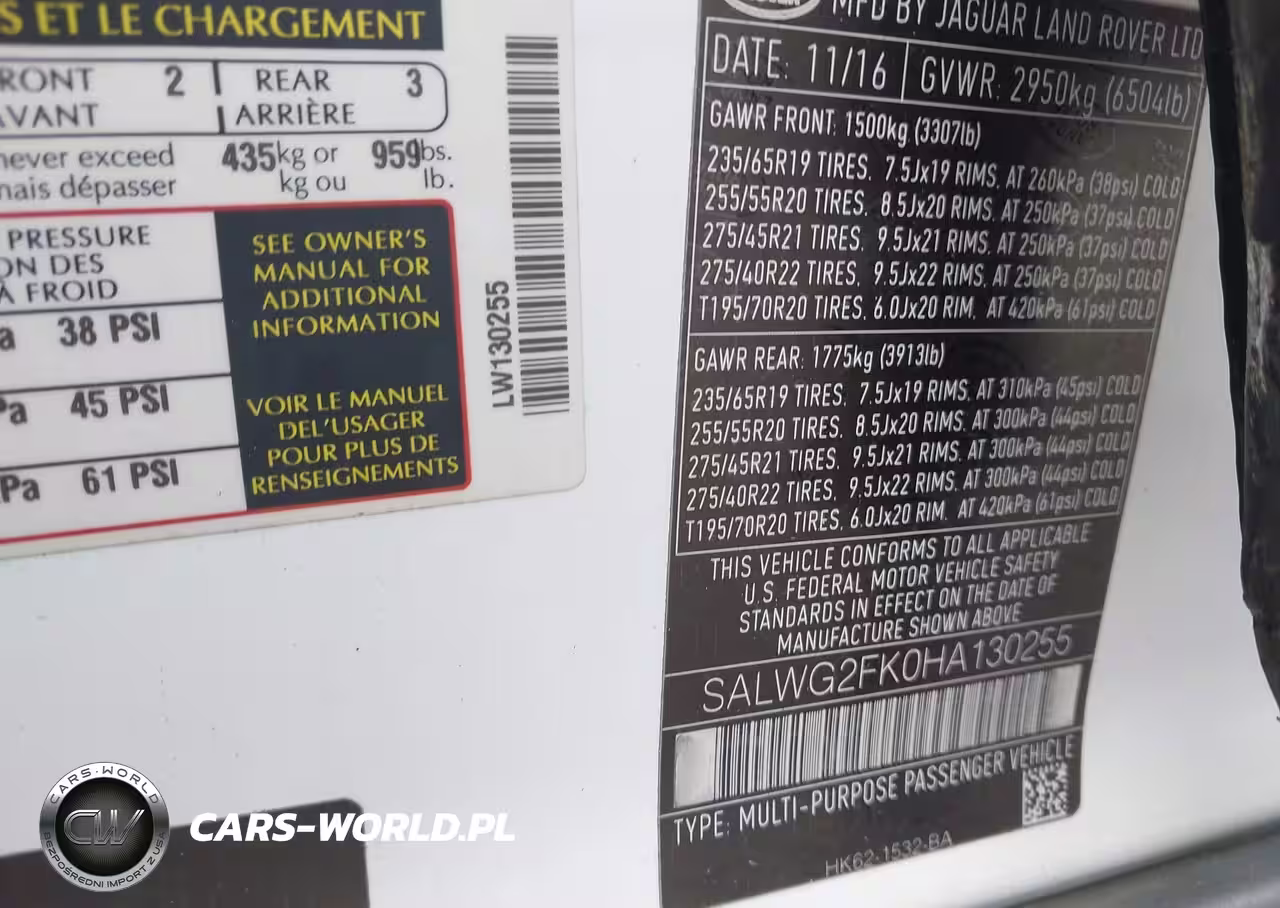 S ET LE CHARGEMENT
RONT 2 REAR 3
AVANT ARRIÈRE
never exceed 435kg or 959lbs.
mais dépasser kg ou lb.
PRESSURE
ON DES
À FROID
a 38 PSI
Pa 45 PSI
Pa 61 PSI
SEE OWNER'S
MANUAL FOR
ADDITIONAL
INFORMATION
VOIR LE MANUEL
DEL'USAGER
POUR PLUS DE
RENSEIGNEMENTS
LW130255
MFD BY JAGUAR LAND ROVER LTD
DATE: 11/16 GVWR: 2950kg (6504lb)
GAWR FRONT: 1500kg (3307lb)
235/65R19 TIRES, 7.5Jx19 RIMS, AT 260kPa (38psi) COLD
255/55R20 TIRES, 8.5Jx20 RIMS, AT 250kPa (37psi) COLD
275/45R21 TIRES, 9.5Jx21 RIMS, AT 250kPa (37psi) COLD
275/40R22 TIRES, 9.5Jx22 RIMS, AT 250kPa (37psi) COLD
T195/70R20 TIRES, 6.0Jx20 RIM, AT 420kPa (61psi) COLD
GAWR REAR: 1775kg (3913lb)
235/65R19 TIRES, 7.5Jx19 RIMS, AT 310kPa (45psi) COLD
255/55R20 TIRES, 8.5Jx20 RIMS, AT 300kPa (44psi) COLD
275/45R21 TIRES, 9.5Jx21 RIMS, AT 300kPa (44psi) COLD
275/40R22 TIRES, 9.5Jx22 RIMS, AT 300kPa (44psi) COLD
T195/70R20 TIRES, 6.0Jx20 RIM, AT 420kPa (61psi) COLD
THIS VEHICLE CONFORMS TO ALL APPLICABLE
U.S. FEDERAL MOTOR VEHICLE SAFETY
STANDARDS IN EFFECT ON THE DATE OF
MANUFACTURE SHOWN ABOVE
SALWG2FK0HA130255
TYPE: MULTI-PURPOSE PASSENGER VEHICLE
HK62-1532-BA
CARS-WORLD
CW
BEZPOŚREDNI IMPORT Z USA
CARS-WORLD.PL